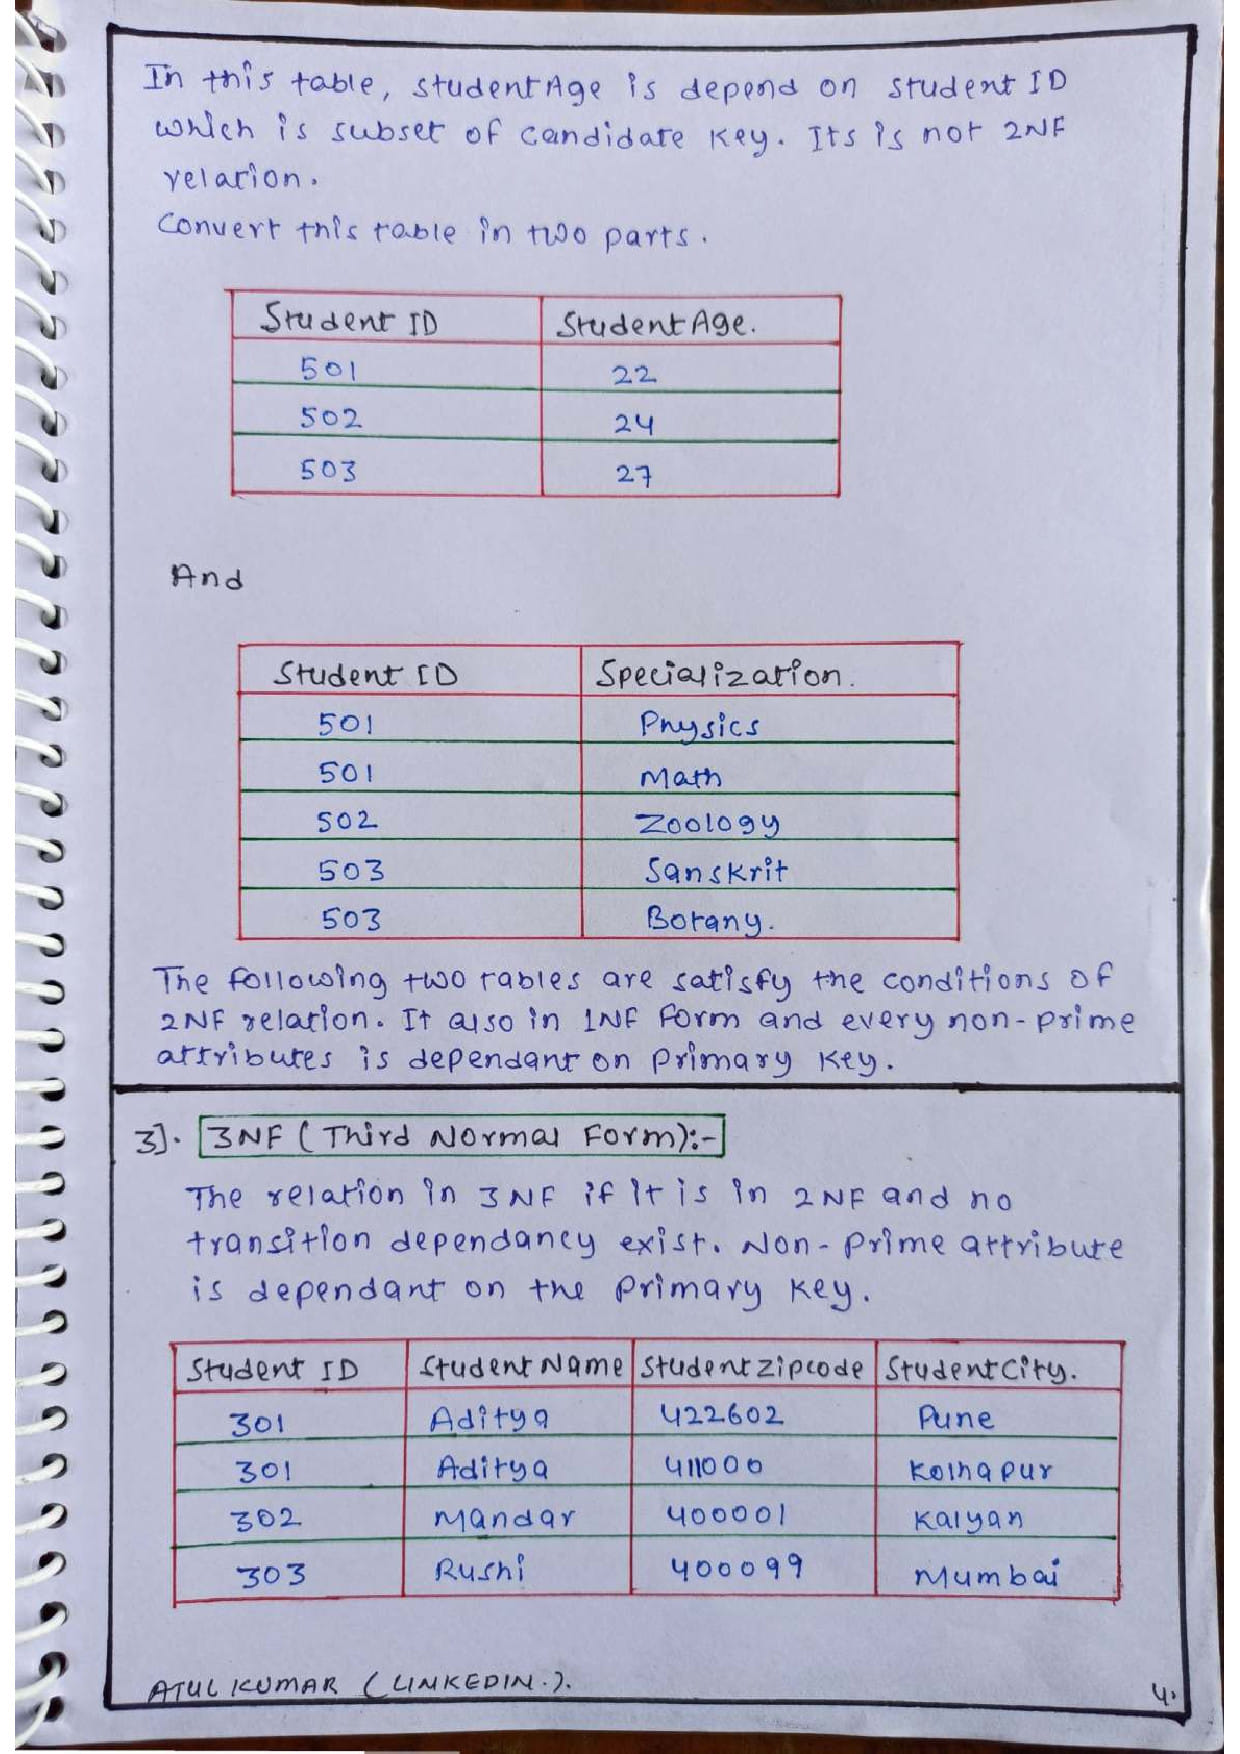 In this table, studentAge is depend on student ID
which is subset of candidate key. Its is not 2NF
relation.
Convert this table in two parts.
Student ID StudentAge.
501 22
502 24
503 27
And
Student ID Specialization.
501 Physics
501 Math
502 Zoology
503 Sanskrit
503 Botany.
The following two tables are satisfy the conditions of
2NF relation. It also in 1NF Form and every non-prime
attributes is dependant on primary key.
3]. 3NF (Third Normal Form):-
The relation in 3NF if it is in 2NF and no
transition dependancy exist. Non-prime attribute
is dependant on the primary key.
Student ID Student Name Studentzipcode StudentCity.
301 Aditya 422602 Pune
301 Aditya 411000 Kolhapur
302 Mandar 400001 Kalyan
303 Rushi 400099 Mumbai
ATUL KUMAR (LINKEDIN.).
4.